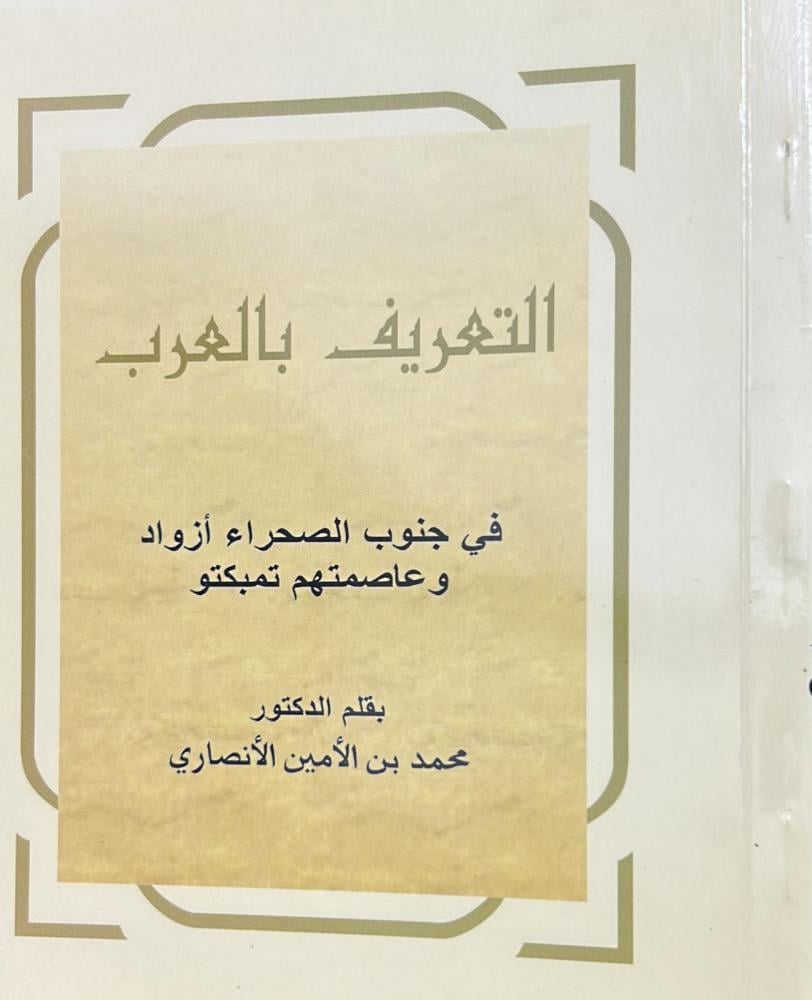 التعريف بالعرب
في جنوب الصحراء أزواد
وعاصمتهم تمبكتو
بقلم الدكتور
محمد بن الأمين الأنصاري